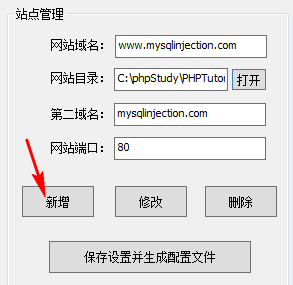 站点管理
网站域名： www.mysqlinjection.com
网站目录： C:\phpStudy\PHPTutor 打开
第二域名： mysqlinjection.com
网站端口： 80
新增 修改 删除
保存设置并生成配置文件